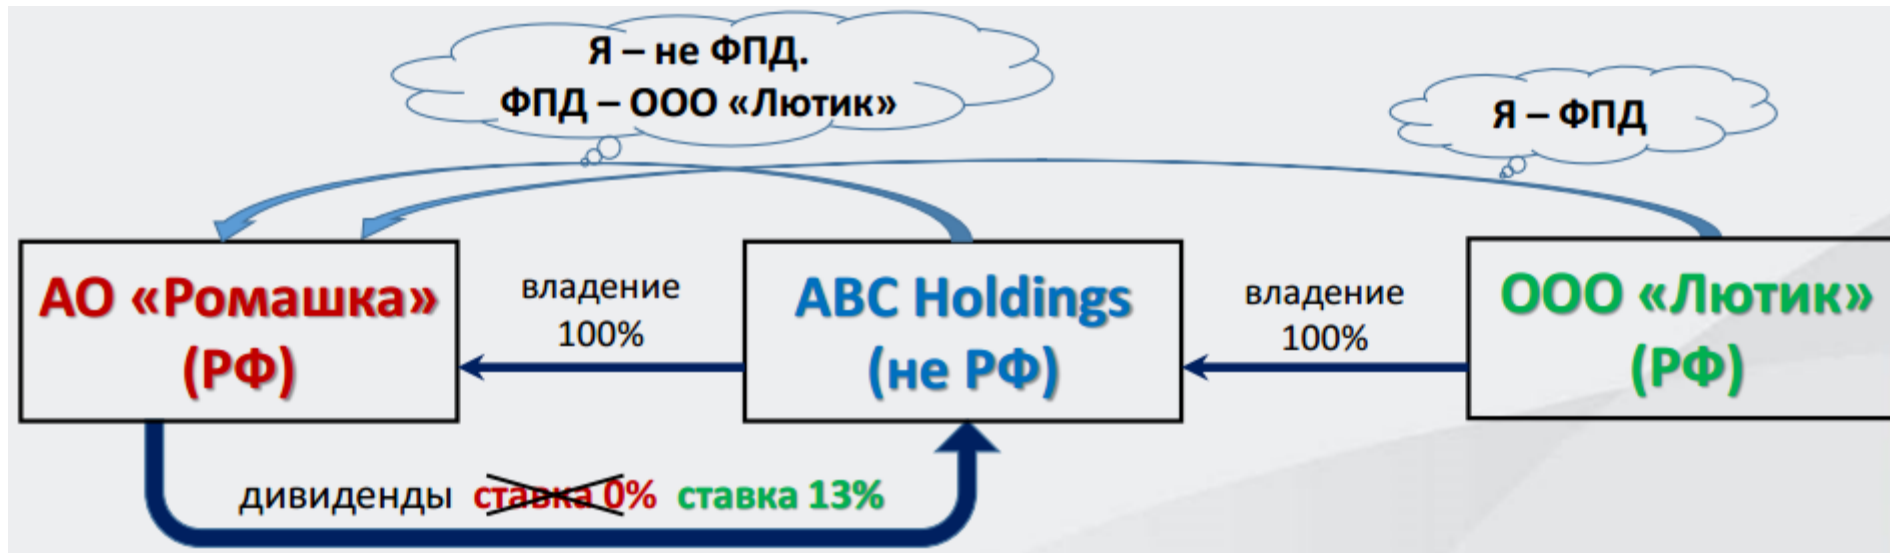 Я – не ФПД.
ФПД – ООО «Лютик»
Я – ФПД
АО «Ромашка»
(РФ)
владение
100%
ABC Holdings
(не РФ)
владение
100%
ООО «Лютик»
(РФ)
дивиденды ставка 0% ставка 13%